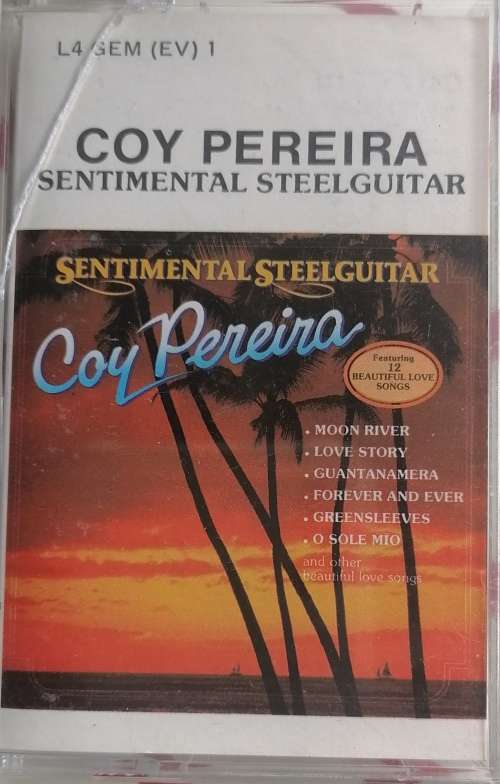 L4 GEM (EV) 1
COY PEREIRA
SENTIMENTAL STEELGUITAR
SENTIMENTAL STEELGUITAR
Coy Pereira
Featuring
12
BEAUTIFUL LOVE
SONGS
. MOON RIVER
. LOVE STORY
. GUANTANAMERA
. FOREVER AND EVER
. GREENSLEEVES
. O SOLE MIO
and other
beautiful love songs